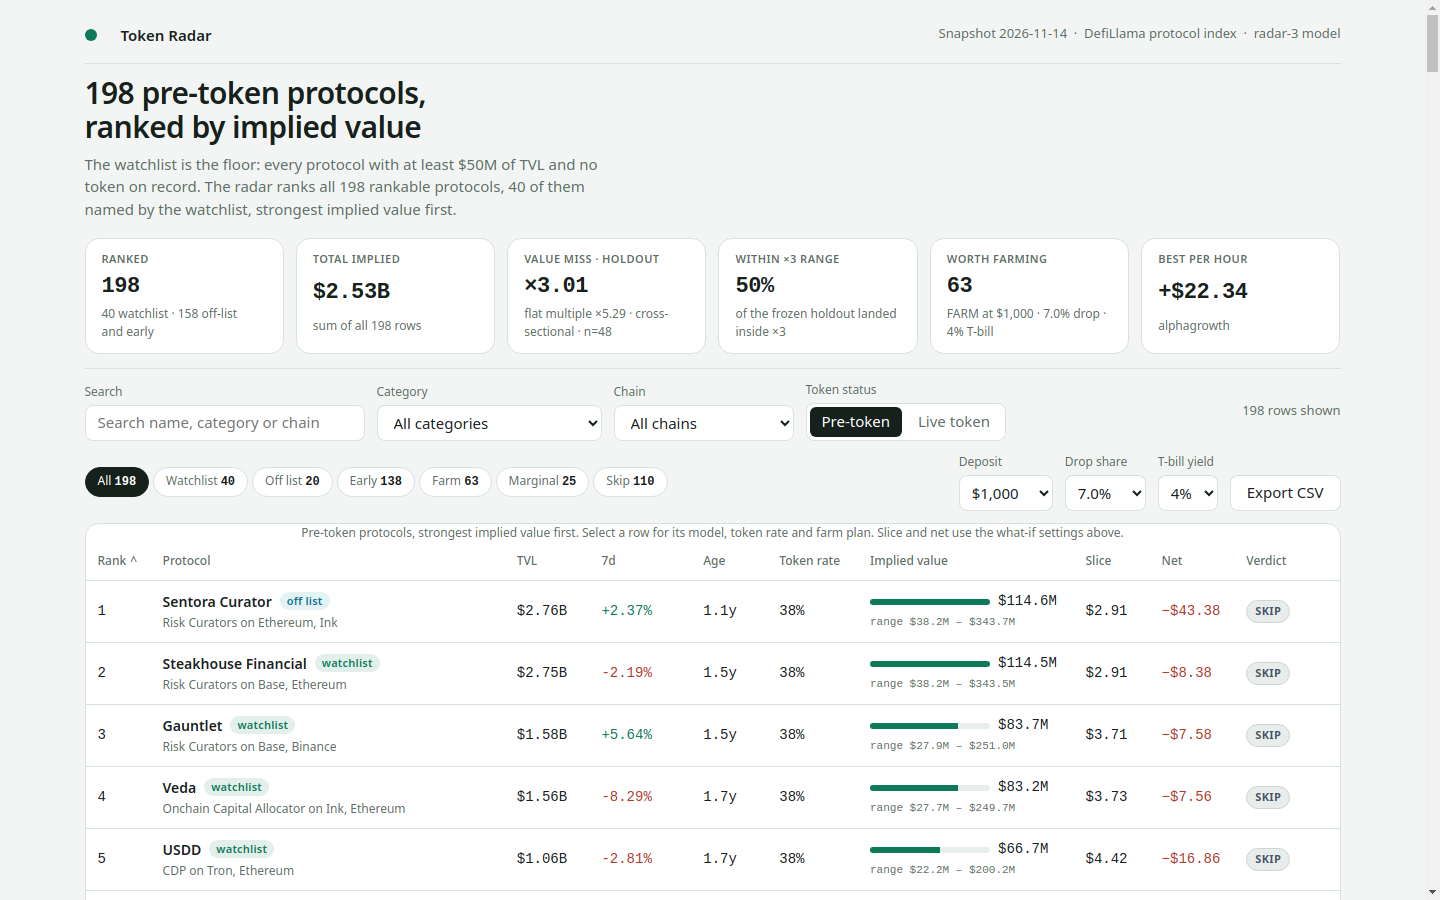 Token Radar
Snapshot 2026-11-14 · DefiLlama protocol index · radar-3 model
198 pre-token protocols,
ranked by implied value
The watchlist is the floor: every protocol with at least $50M of TVL and no
token on record. The radar ranks all 198 rankable protocols, 40 of them
named by the watchlist, strongest implied value first.
RANKED
198
40 watchlist · 158 off-list
and early
TOTAL IMPLIED
$2.53B
sum of all 198 rows
VALUE MISS · HOLDOUT
×3.01
flat multiple ×5.29 · cross-
sectional · n=48
WITHIN ×3 RANGE
50%
of the frozen holdout landed
inside ×3
WORTH FARMING
63
FARM at $1,000 · 7.0% drop ·
4% T-bill
BEST PER HOUR
+$22.34
alphagrowth
Search
Search name, category or chain
Category
All categories
Chain
All chains
Token status
Pre-token Live token
198 rows shown
All 198 Watchlist 40 Off list 20 Early 138 Farm 63 Marginal 25 Skip 110
Deposit
$1,000
Drop share
7.0%
T-bill yield
4%
Export CSV
Pre-token protocols, strongest implied value first. Select a row for its model, token rate and farm plan. Slice and net use the what-if settings above.
Rank ^ Protocol TVL 7d Age Token rate Implied value Slice Net Verdict
1 Sentora Curator off list $2.76B +2.37% 1.1y 38% $114.6M $2.91 −$43.38 SKIP
Risk Curators on Ethereum, Ink range $38.2M – $343.7M
2 Steakhouse Financial watchlist $2.75B -2.19% 1.5y 38% $114.5M $2.91 −$8.38 SKIP
Risk Curators on Base, Ethereum range $38.2M – $343.5M
3 Gauntlet watchlist $1.58B +5.64% 1.5y 38% $83.7M $3.71 −$7.58 SKIP
Risk Curators on Base, Binance range $27.9M – $251.0M
4 Veda watchlist $1.56B -8.29% 1.7y 38% $83.2M $3.73 −$7.56 SKIP
Onchain Capital Allocator on Ink, Ethereum range $27.7M – $249.7M
5 USDD watchlist $1.06B -2.81% 1.7y 38% $66.7M $4.42 −$16.86 SKIP
CDP on Tron, Ethereum range $22.2M – $200.2M